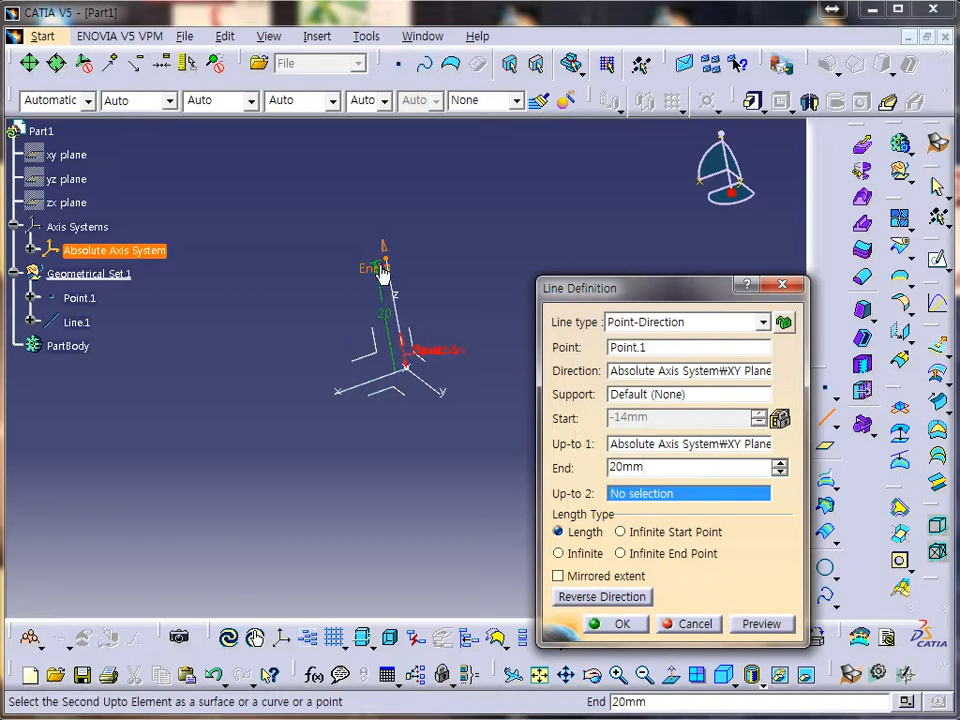 CATIA V5 - [Part1]
Start ENOVIA V5 VPM File Edit View Insert Tools Window Help
File
Automatic Auto Auto Auto Auto Auto None
Part1
xy plane
yz plane
zx plane
Axis Systems
Absolute Axis System
Geometrical Set.1
Point.1
Line.1
PartBody
z
20
x
y
Line Definition
Line type : Point-Direction
Point: Point.1
Direction: Absolute Axis System₩XY Plane
Support: Default (None)
Start: -14mm
Up-to 1: Absolute Axis System₩XY Plane
End: 20mm
Up-to 2: No selection
Length Type
Length Infinite Start Point
Infinite Infinite End Point
Mirrored extent
Reverse Direction
OK Cancel Preview
DS CATIA
Select the Second Upto Element as a surface or a curve or a point End 20mm